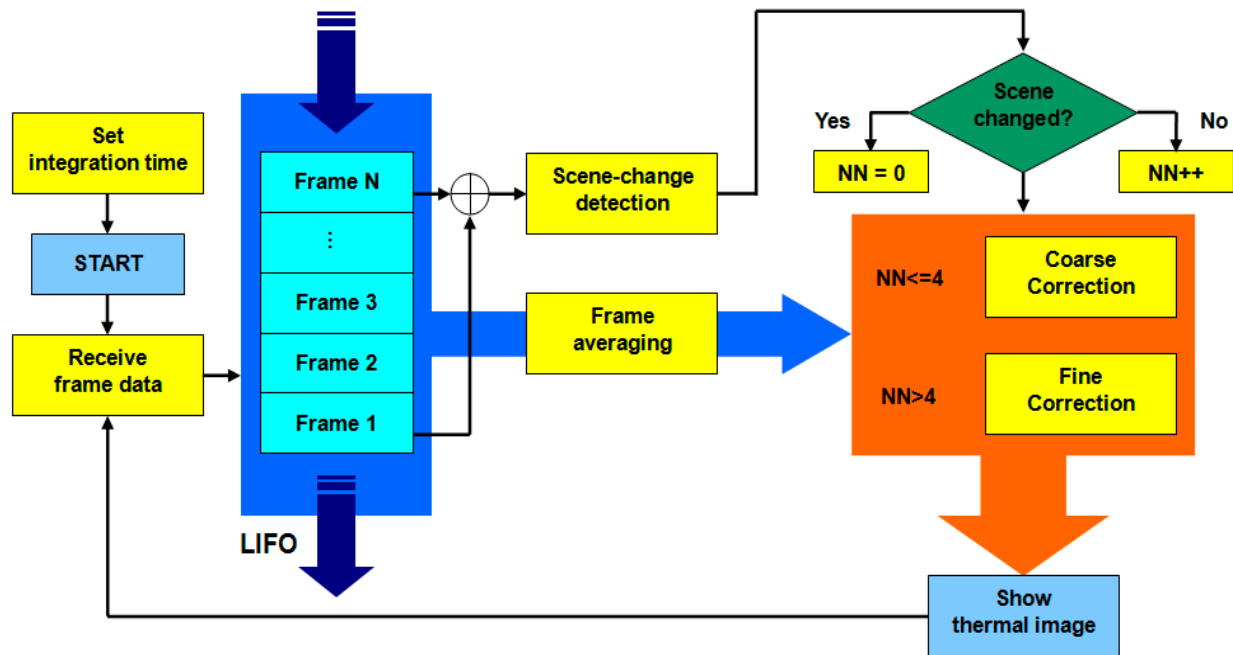 Set
integration time
START
Receive
frame data
Frame N
⋮
Frame 3
Frame 2
Frame 1
LIFO
Scene-change
detection
Frame
averaging
Scene
changed?
Yes
No
NN = 0
NN++
NN<=4
Coarse
Correction
NN>4
Fine
Correction
Show
thermal image